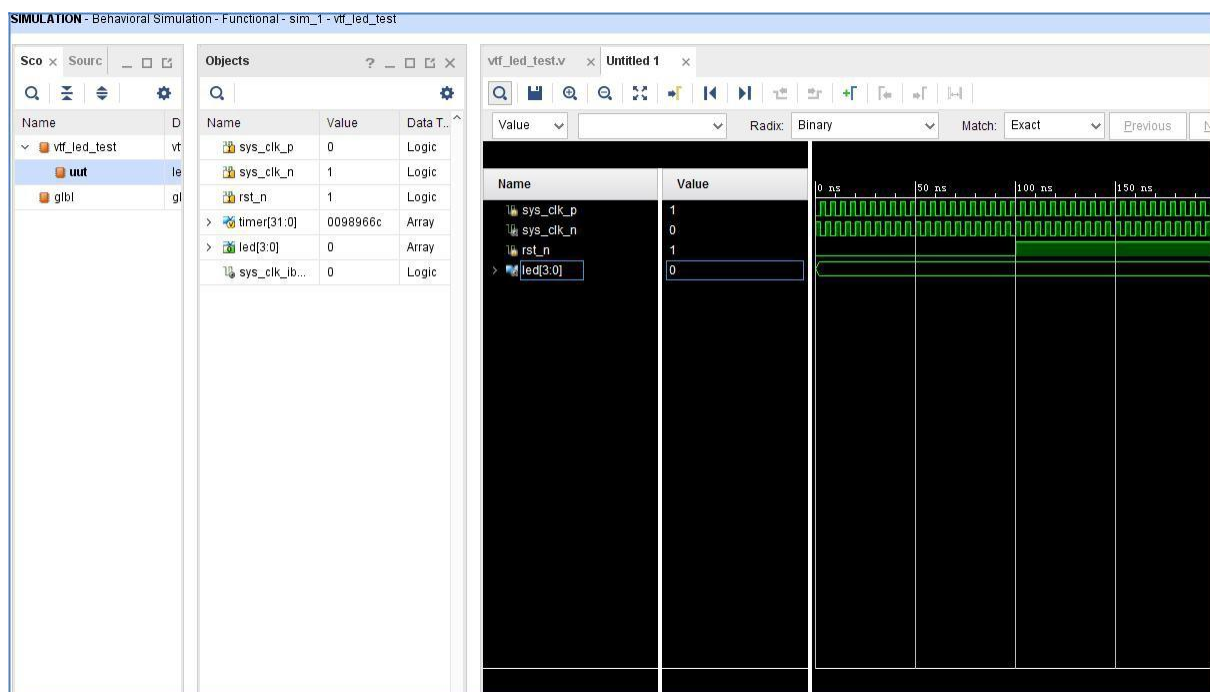 SIMULATION - Behavioral Simulation - Functional - sim_1 - vtf_led_test
Sco Sourc
Name D
vtf_led_test vt
uut le
glbl gl
Objects
Name Value Data T..
sys_clk_p 0 Logic
sys_clk_n 1 Logic
rst_n 1 Logic
timer[31:0] 0098966c Array
led[3:0] 0 Array
sys_clk_ib... 0 Logic
vtf_led_test.v Untitled 1
Value Radix: Binary Match: Exact Previous N
Name Value
0 ns 50 ns 100 ns 150 ns
sys_clk_p 1
sys_clk_n 0
rst_n 1
led[3:0] 0